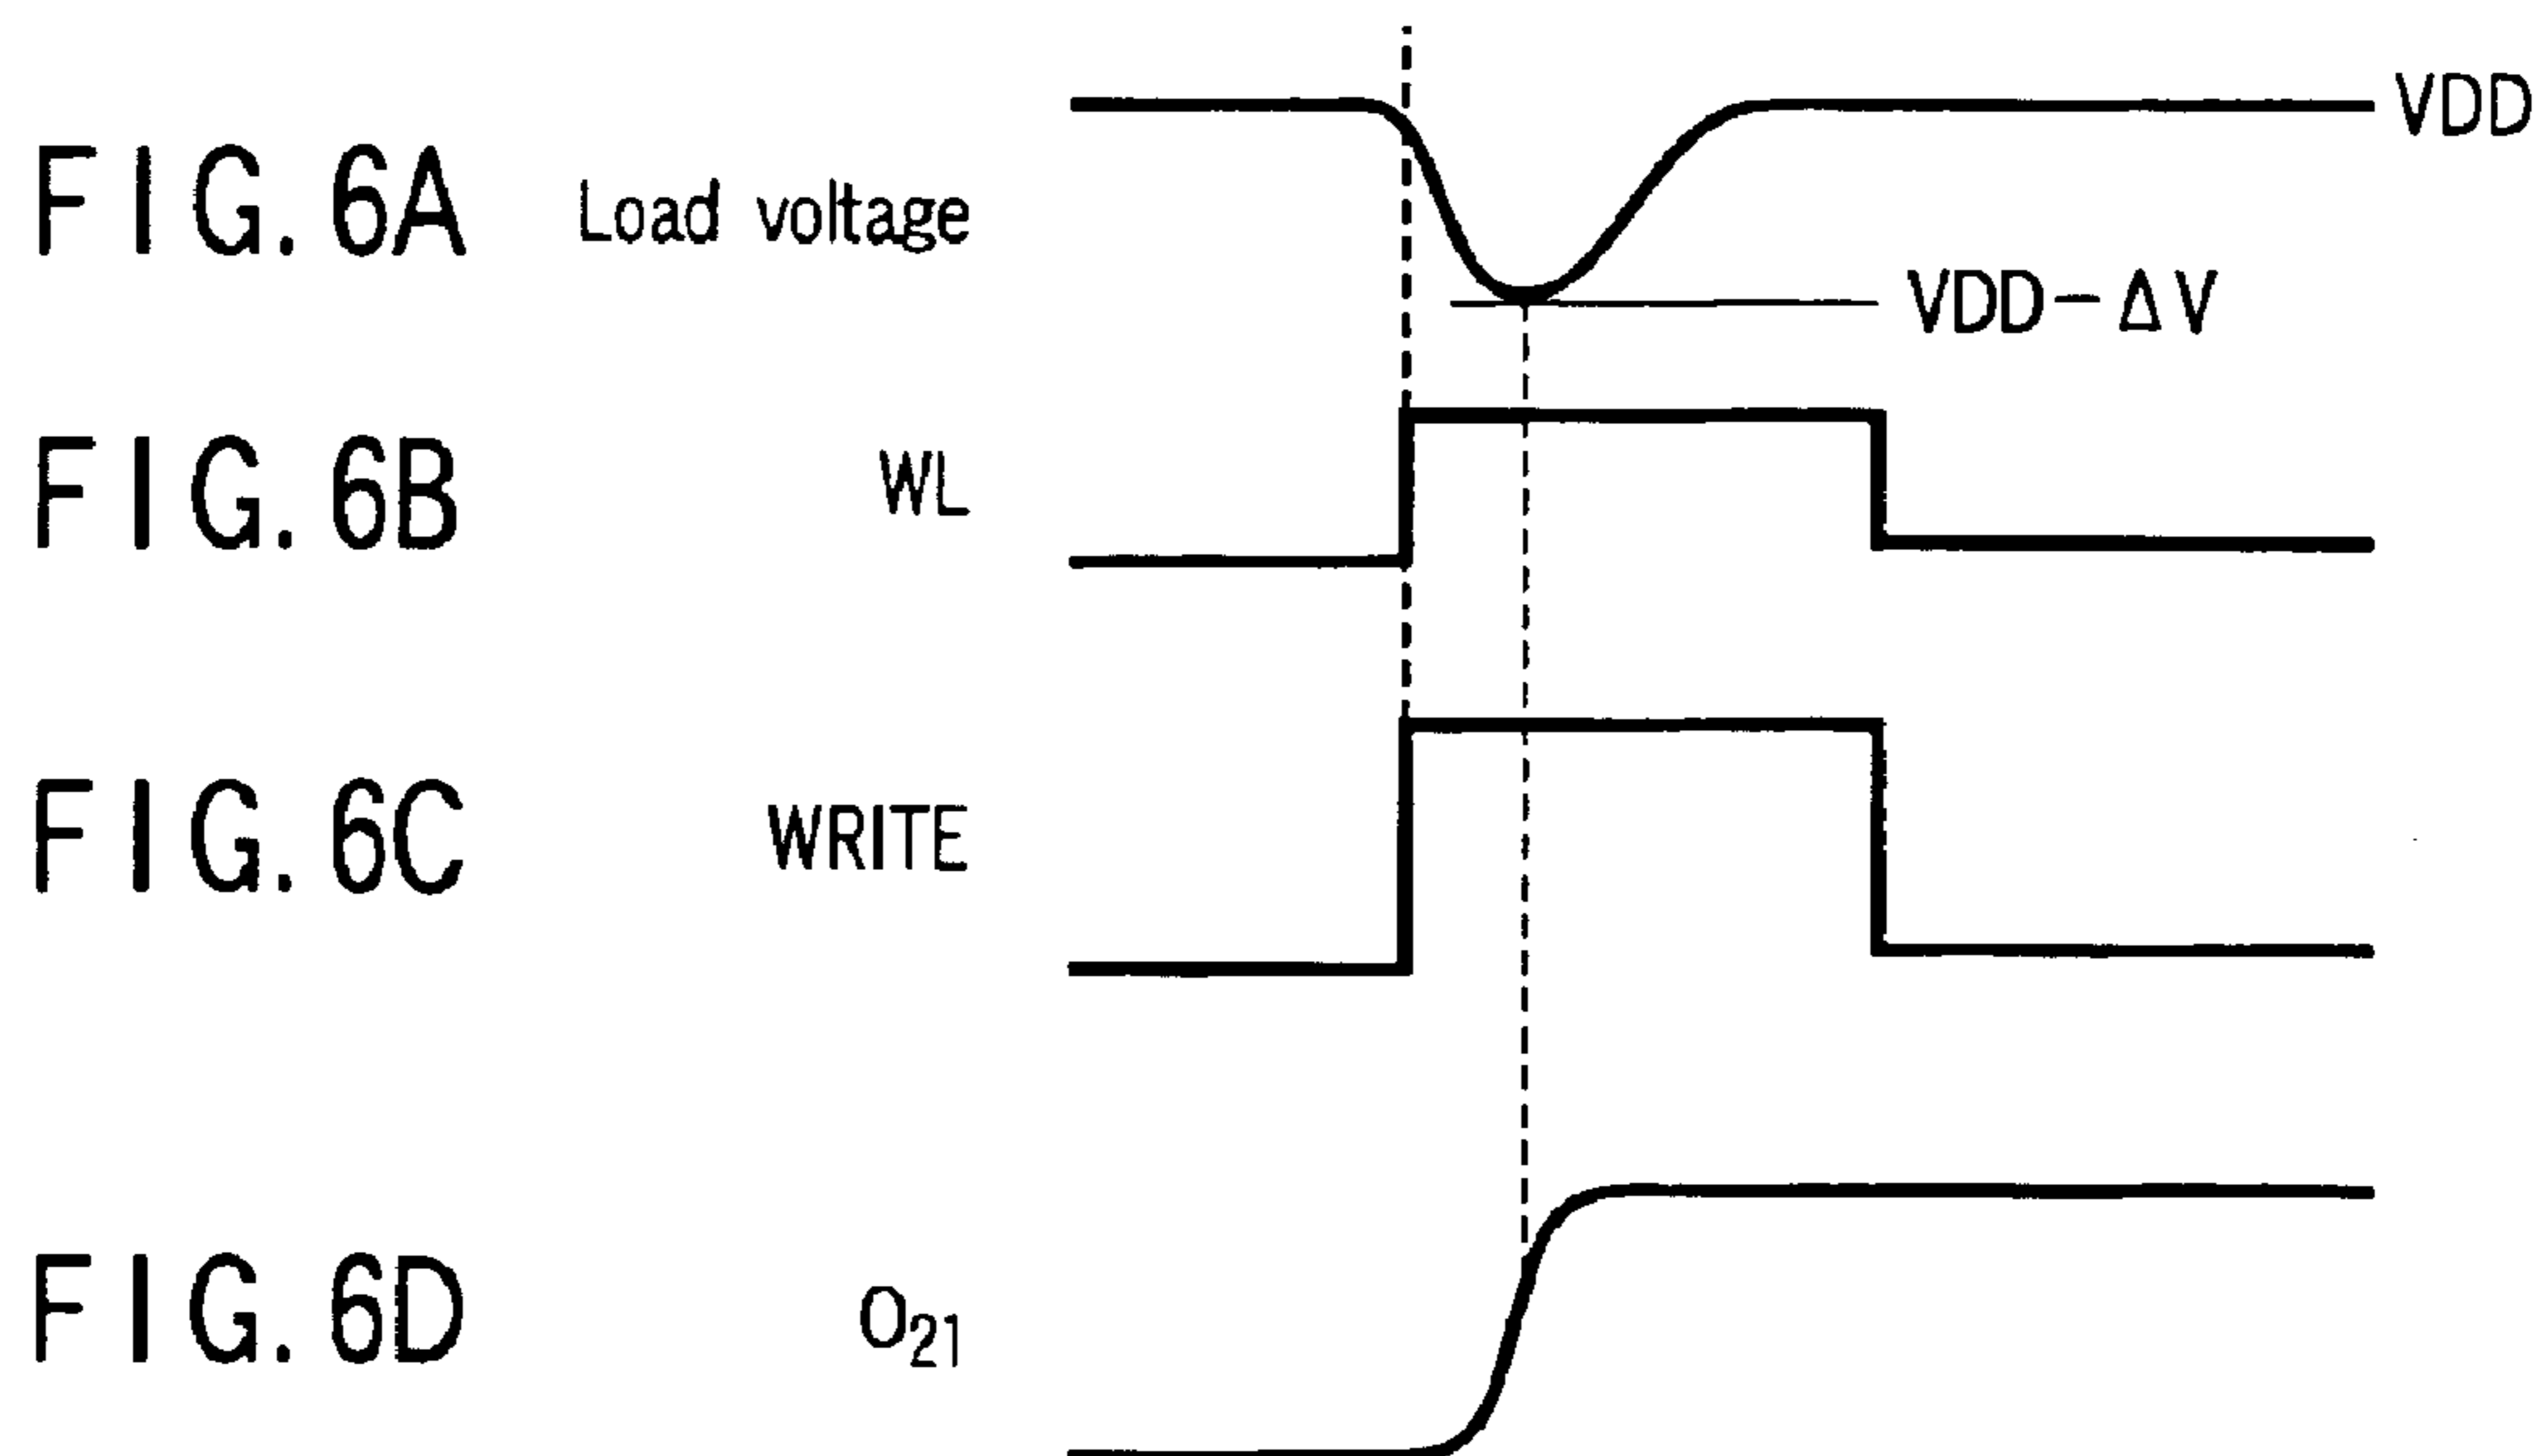 VDD
FIG. 6A Load voltage
VDD-ΔV
FIG. 6B WL
FIG. 6C WRITE
FIG. 6D O21